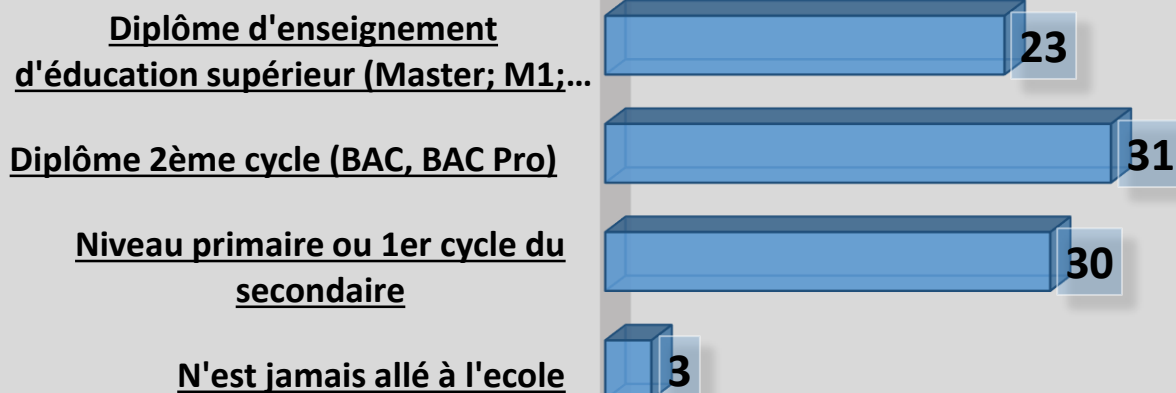 Diplôme d'enseignement
d'éducation supérieur (Master; M1;…
23
Diplôme 2ème cycle (BAC, BAC Pro)
31
Niveau primaire ou 1er cycle du
secondaire
30
N'est jamais allé à l'ecole
3